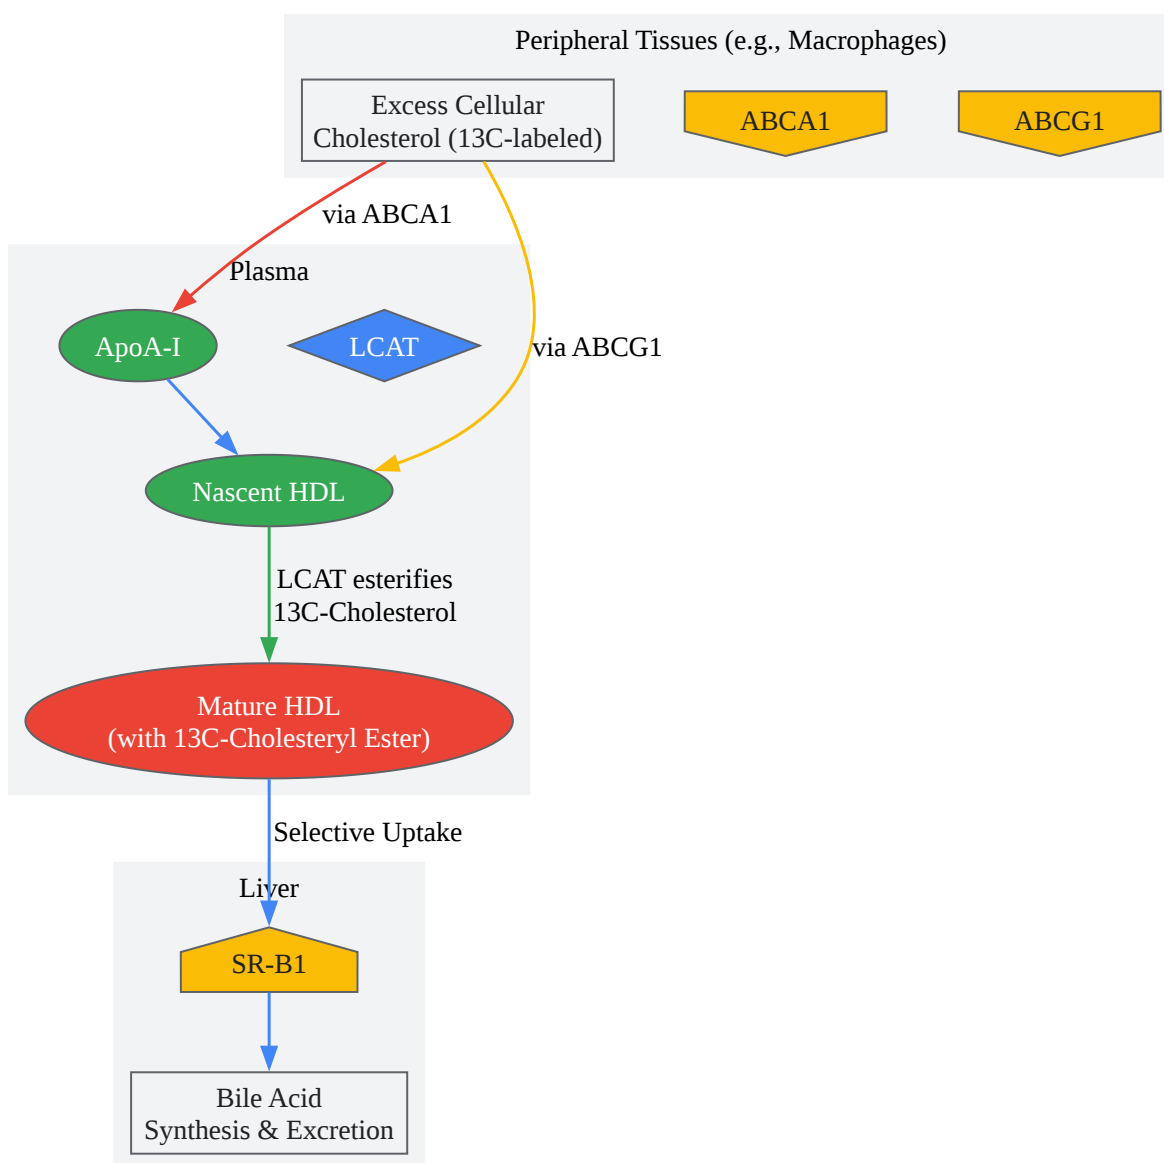 Peripheral Tissues (e.g., Macrophages)
Excess Cellular
Cholesterol (13C-labeled)
ABCA1
ABCG1
via ABCA1
Plasma
ApoA-I
LCAT
via ABCG1
Nascent HDL
LCAT esterifies
13C-Cholesterol
Mature HDL
(with 13C-Cholesteryl Ester)
Selective Uptake
Liver
SR-B1
Bile Acid
Synthesis & Excretion